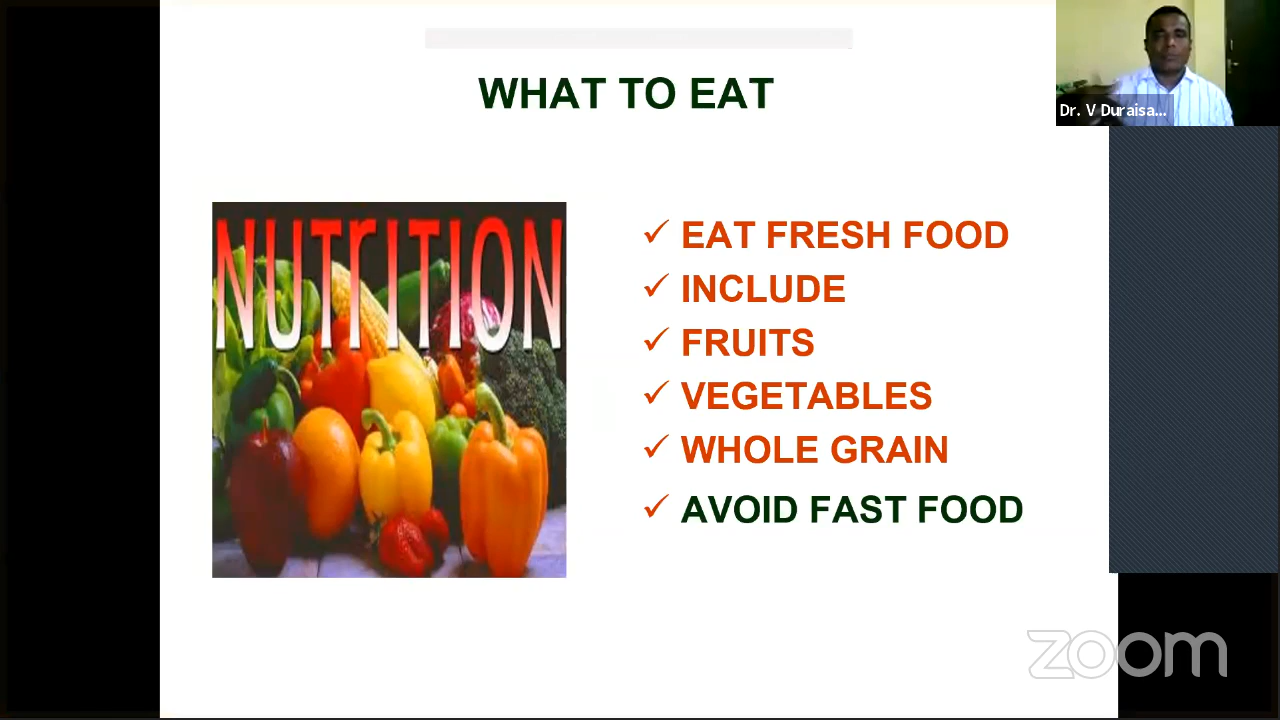 WHAT TO EAT
Dr. V Duraisa...
NUTrITION
EAT FRESH FOOD
INCLUDE
FRUITS
VEGETABLES
WHOLE GRAIN
AVOID FAST FOOD
zoom